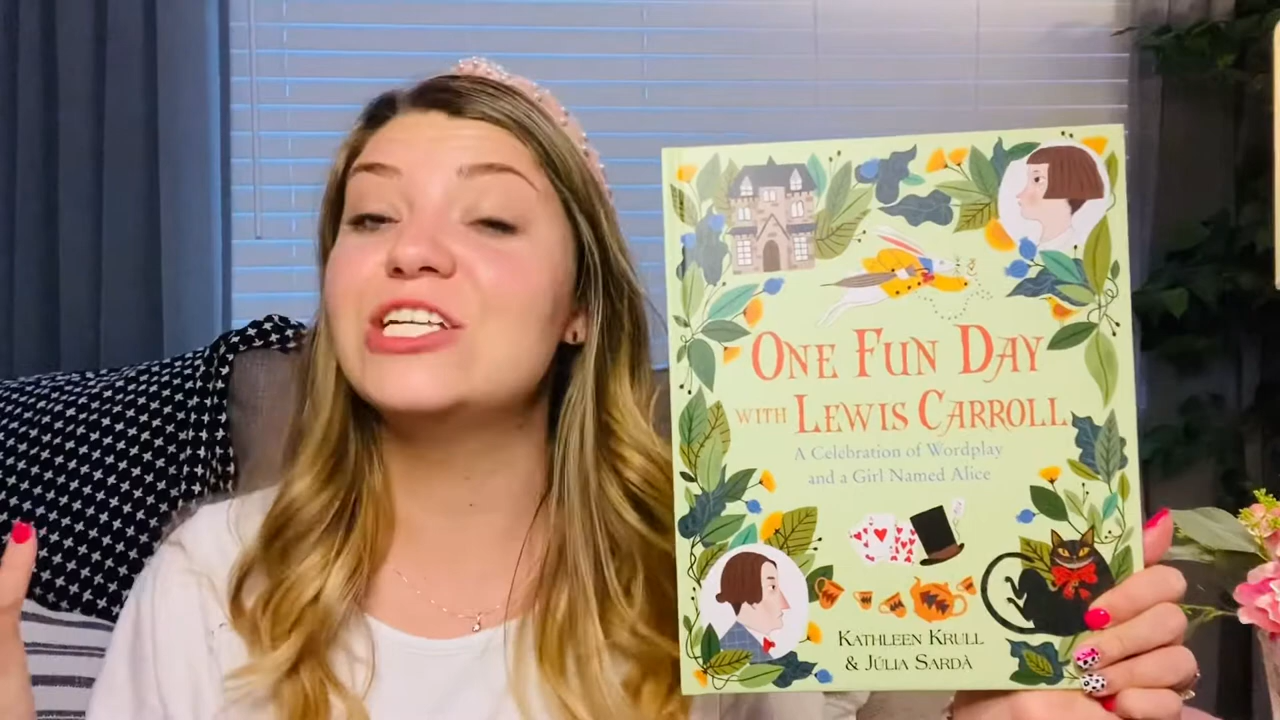 ONE FUN DAY
WITH LEWIS CARROLL
A Celebration of Wordplay
and a Girl Named Alice
KATHLEEN KRULL
& JÚLIA SARDÀ